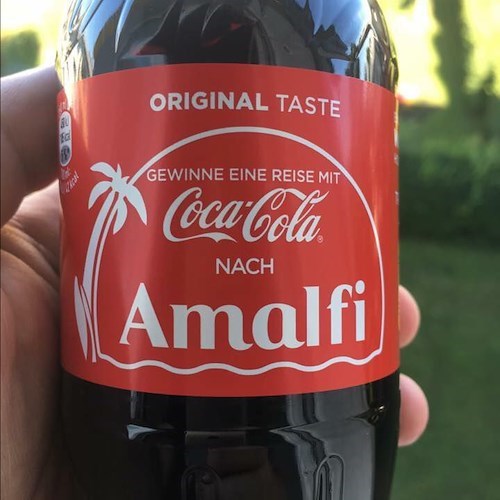 ORIGINAL TASTE
GEWINNE EINE REISE MIT
Coca-Cola
NACH
Amalfi